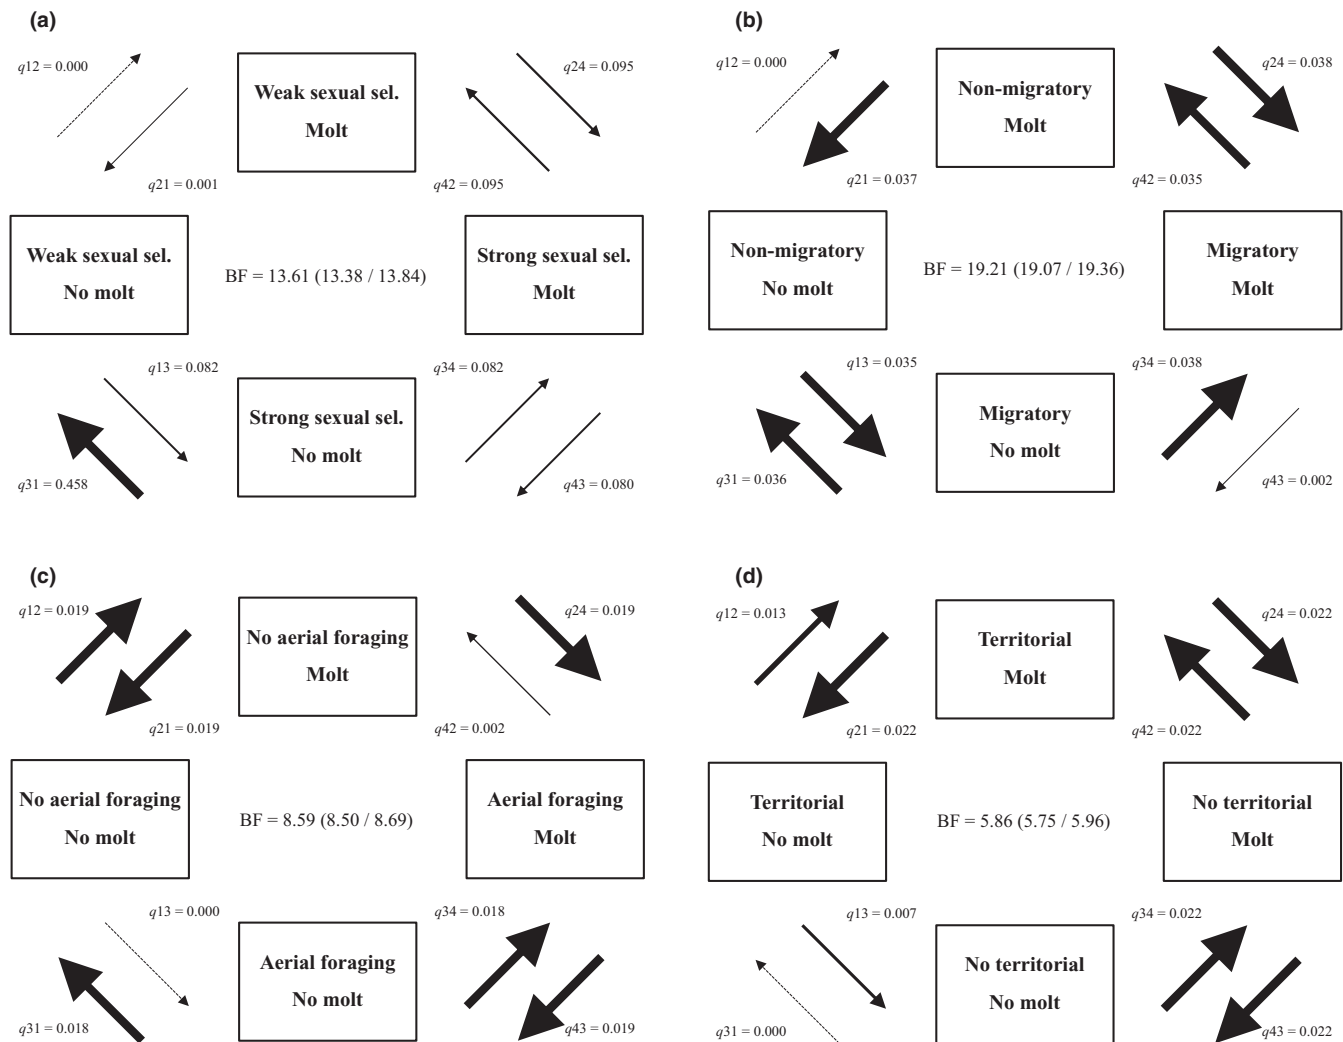 (a)
q12 = 0.000
Weak sexual sel.
Molt
q24 = 0.095
q21 = 0.001
q42 = 0.095
Weak sexual sel.
No molt
BF = 13.61 (13.38 / 13.84)
Strong sexual sel.
Molt
q13 = 0.082
q34 = 0.082
Strong sexual sel.
No molt
q31 = 0.458
q43 = 0.080
(b)
q12 = 0.000
Non-migratory
Molt
q24 = 0.038
q21 = 0.037
q42 = 0.035
Non-migratory
No molt
BF = 19.21 (19.07 / 19.36)
Migratory
Molt
q13 = 0.035
q34 = 0.038
Migratory
No molt
q31 = 0.036
q43 = 0.002
(c)
q12 = 0.019
No aerial foraging
Molt
q24 = 0.019
q21 = 0.019
q42 = 0.002
No aerial foraging
No molt
BF = 8.59 (8.50 / 8.69)
Aerial foraging
Molt
q13 = 0.000
q34 = 0.018
Aerial foraging
No molt
q31 = 0.018
q43 = 0.019
(d)
q12 = 0.013
Territorial
Molt
q24 = 0.022
q21 = 0.022
q42 = 0.022
Territorial
No molt
BF = 5.86 (5.75 / 5.96)
No territorial
Molt
q13 = 0.007
q34 = 0.022
No territorial
No molt
q31 = 0.000
q43 = 0.022